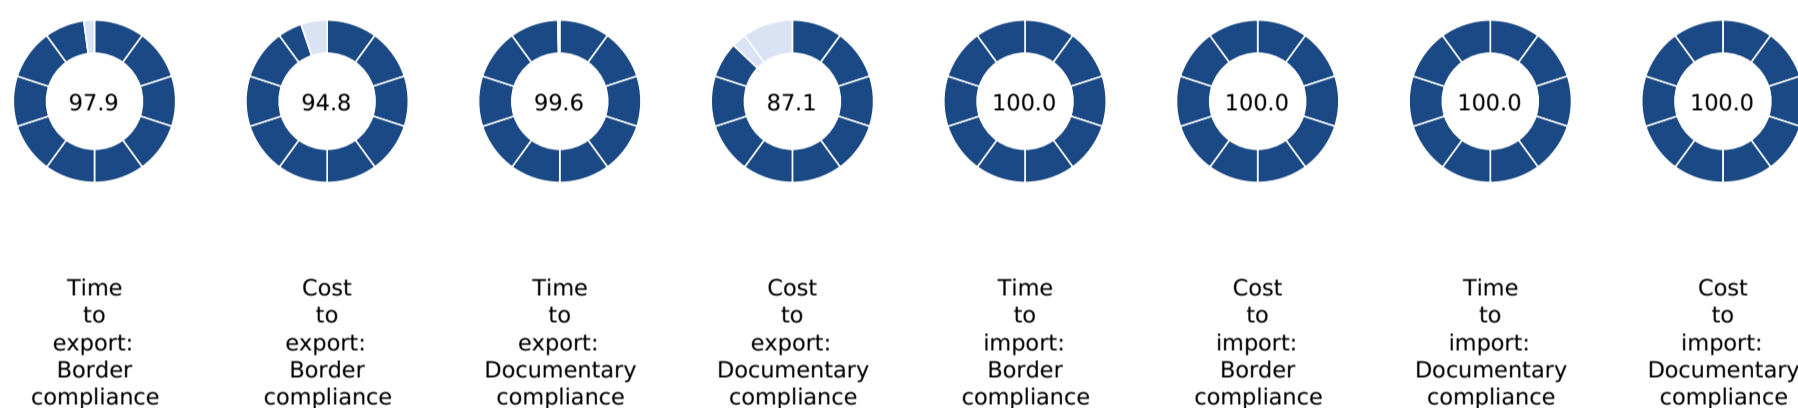 97.9
94.8
99.6
87.1
100.0
100.0
100.0
100.0
Time
to
export:
Border
compliance
Cost
to
export:
Border
compliance
Time
to
export:
Documentary
compliance
Cost
to
export:
Documentary
compliance
Time
to
import:
Border
compliance
Cost
to
import:
Border
compliance
Time
to
import:
Documentary
compliance
Cost
to
import:
Documentary
compliance